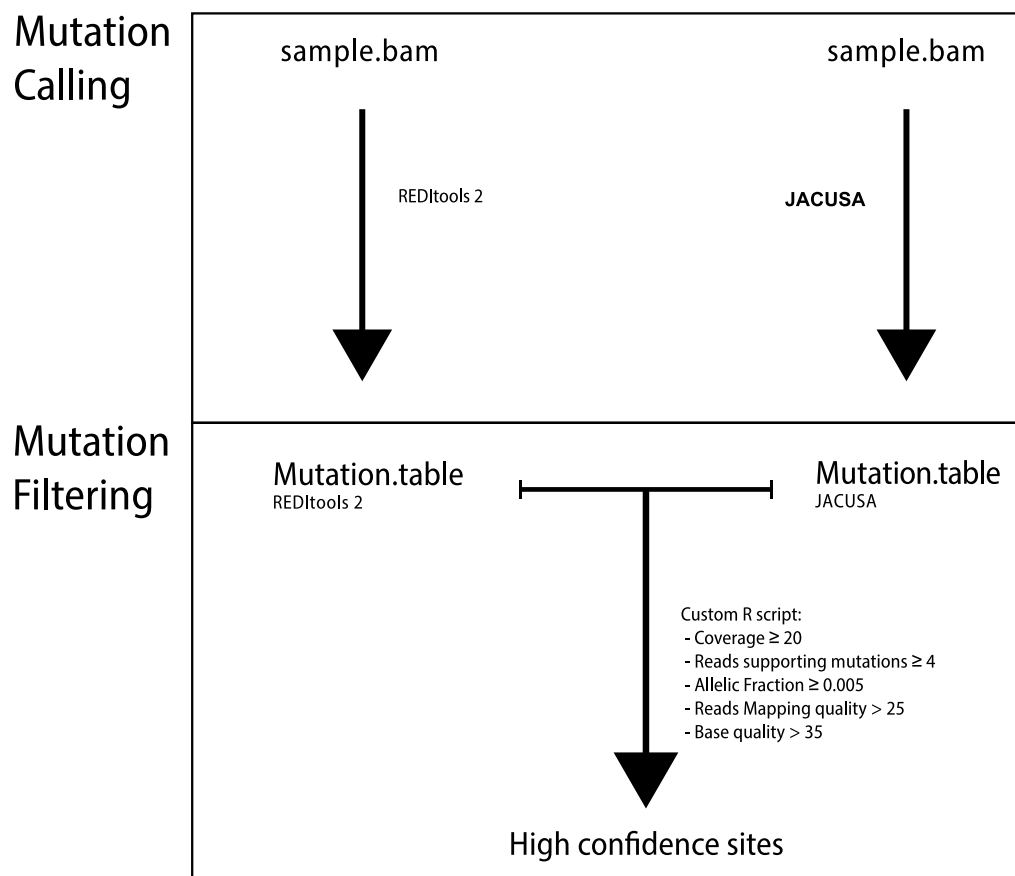 Mutation
Calling
sample.bam
sample.bam
REDItools 2
JACUSA
Mutation
Filtering
Mutation.table
REDItools 2
Mutation.table
JACUSA
Custom R script:
- Coverage ≥ 20
- Reads supporting mutations ≥ 4
- Allelic Fraction ≥ 0.005
- Reads Mapping quality > 25
- Base quality > 35
High confidence sites